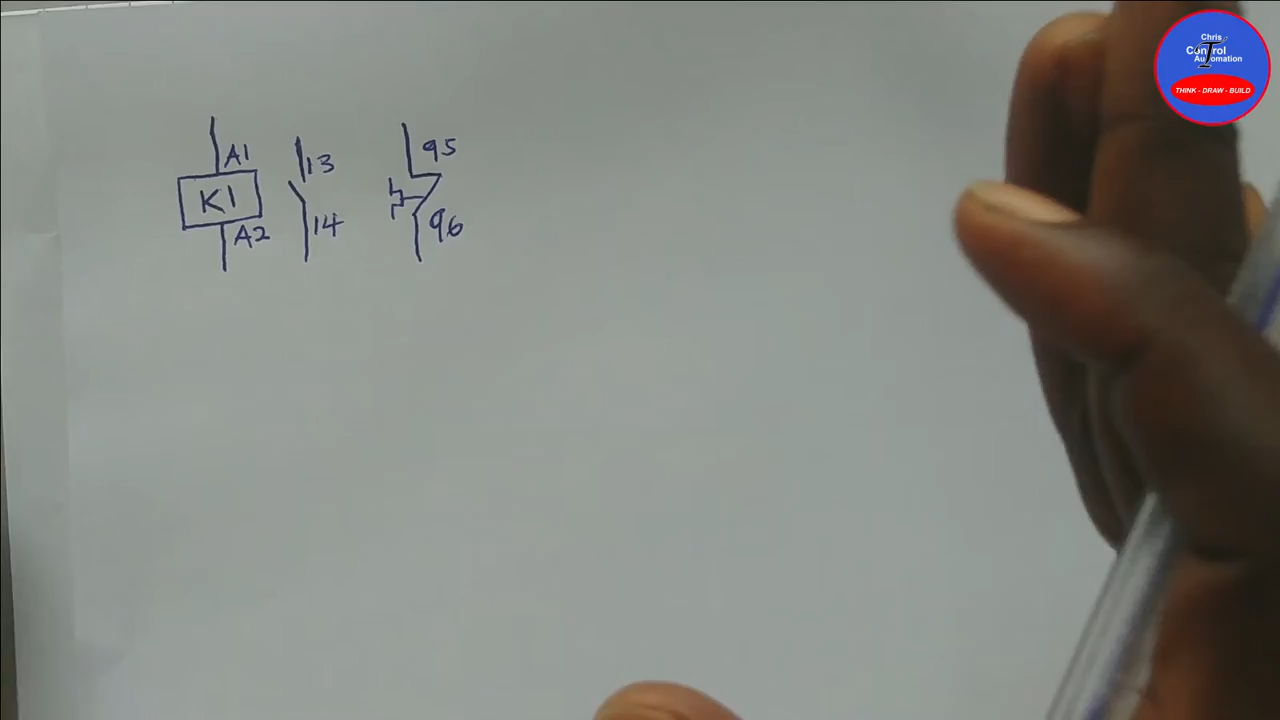 A1
K1
A2
13
14
95
96
Chris
Control
Automation
THINK - DRAW - BUILD